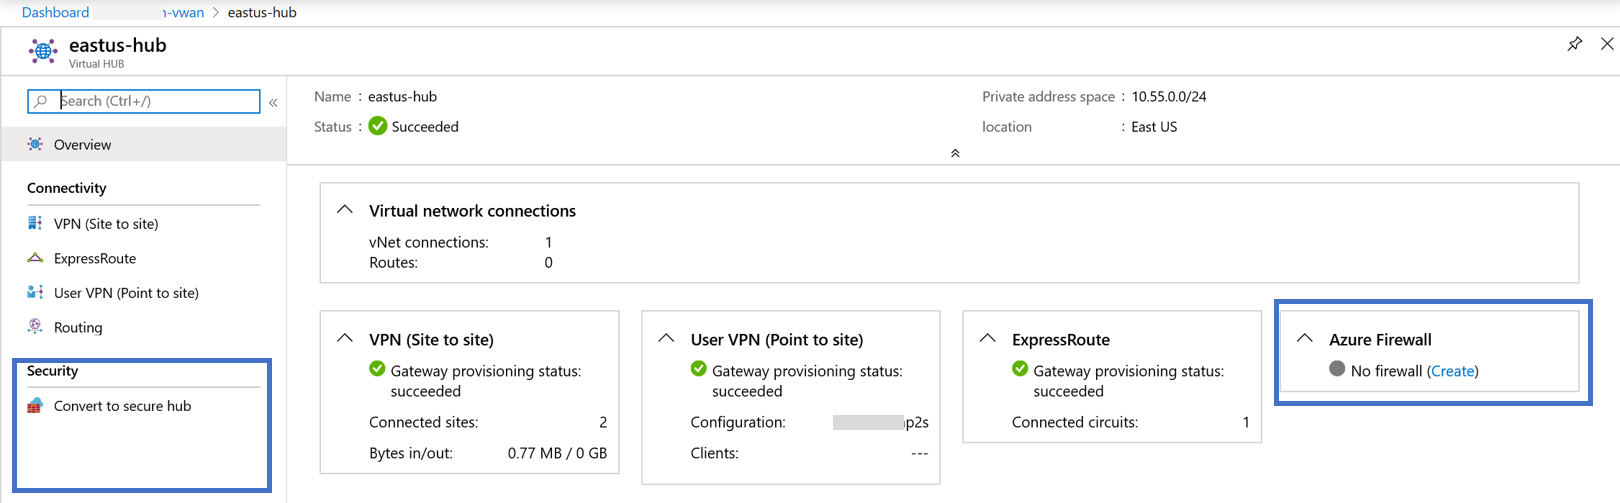 Dashboard n-vwan > eastus-hub
eastus-hub
Virtual HUB
Search (Ctrl+/) «
Overview
Connectivity
VPN (Site to site)
ExpressRoute
User VPN (Point to site)
Routing
Security
Convert to secure hub
Name : eastus-hub
Status : Succeeded
Private address space : 10.55.0.0/24
location : East US
Virtual network connections
vNet connections: 1
Routes: 0
VPN (Site to site)
Gateway provisioning status:
succeeded
Connected sites: 2
Bytes in/out: 0.77 MB / 0 GB
User VPN (Point to site)
Gateway provisioning status:
succeeded
Configuration: p2s
Clients: ---
ExpressRoute
Gateway provisioning status:
succeeded
Connected circuits: 1
Azure Firewall
No firewall (Create)